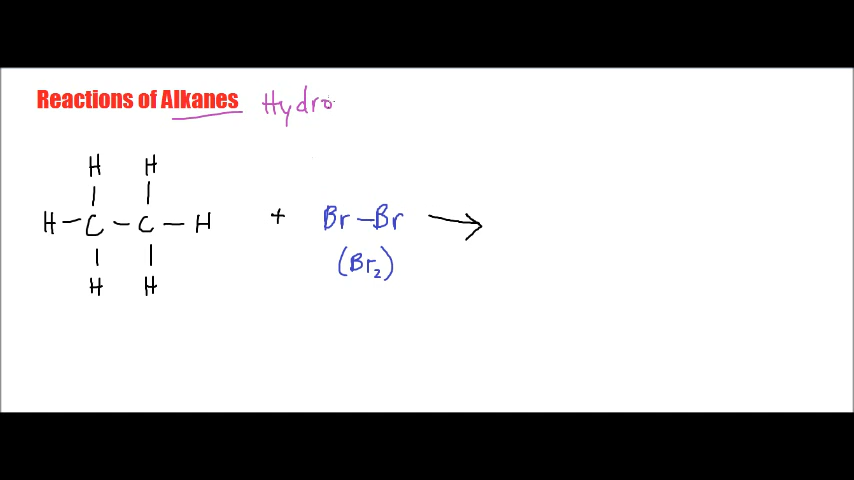 Reactions of Alkanes Hydro
H H
H - C - C - H + Br - Br →
(Br₂)
H H